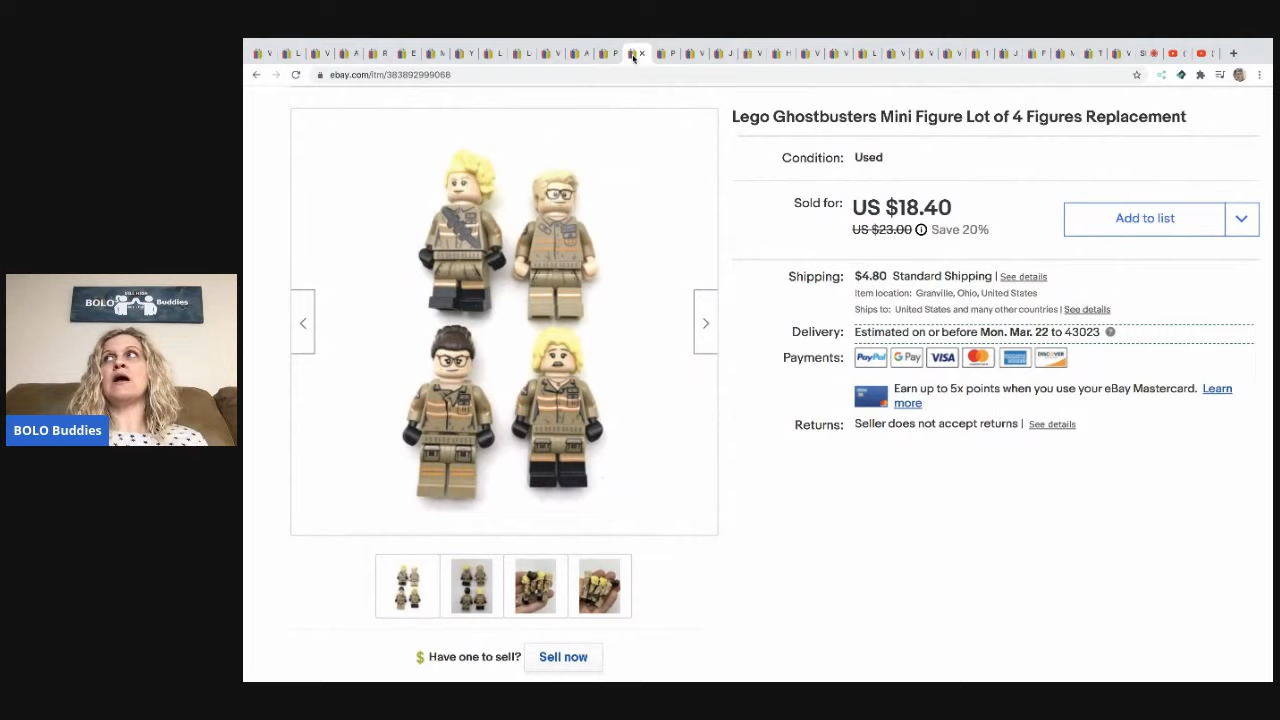 ebay.com/itm/383892999068
Lego Ghostbusters Mini Figure Lot of 4 Figures Replacement
Condition: Used
Sold for: US $18.40
US $23.00 Save 20%
Add to list
Shipping: $4.80 Standard Shipping | See details
Item location: Granville, Ohio, United States
Ships to: United States and many other countries | See details
Delivery: Estimated on or before Mon. Mar. 22 to 43023
Payments: PayPal G Pay VISA
DISCOVER
Earn up to 5x points when you use your eBay Mastercard. Learn
more
Returns: Seller does not accept returns | See details
$ Have one to sell? Sell now
BOLO Buddies
BOLO Buddies